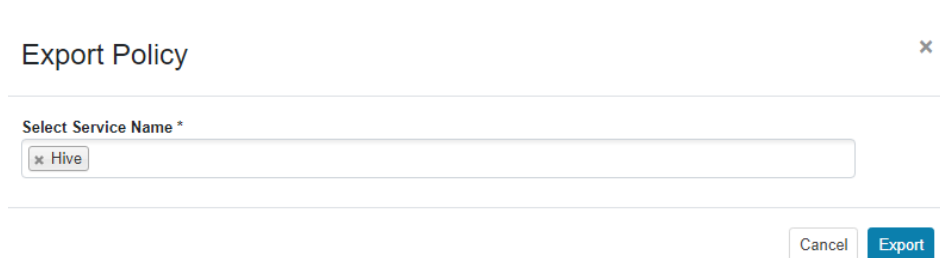 Export Policy ×
Select Service Name *
× Hive
Cancel Export